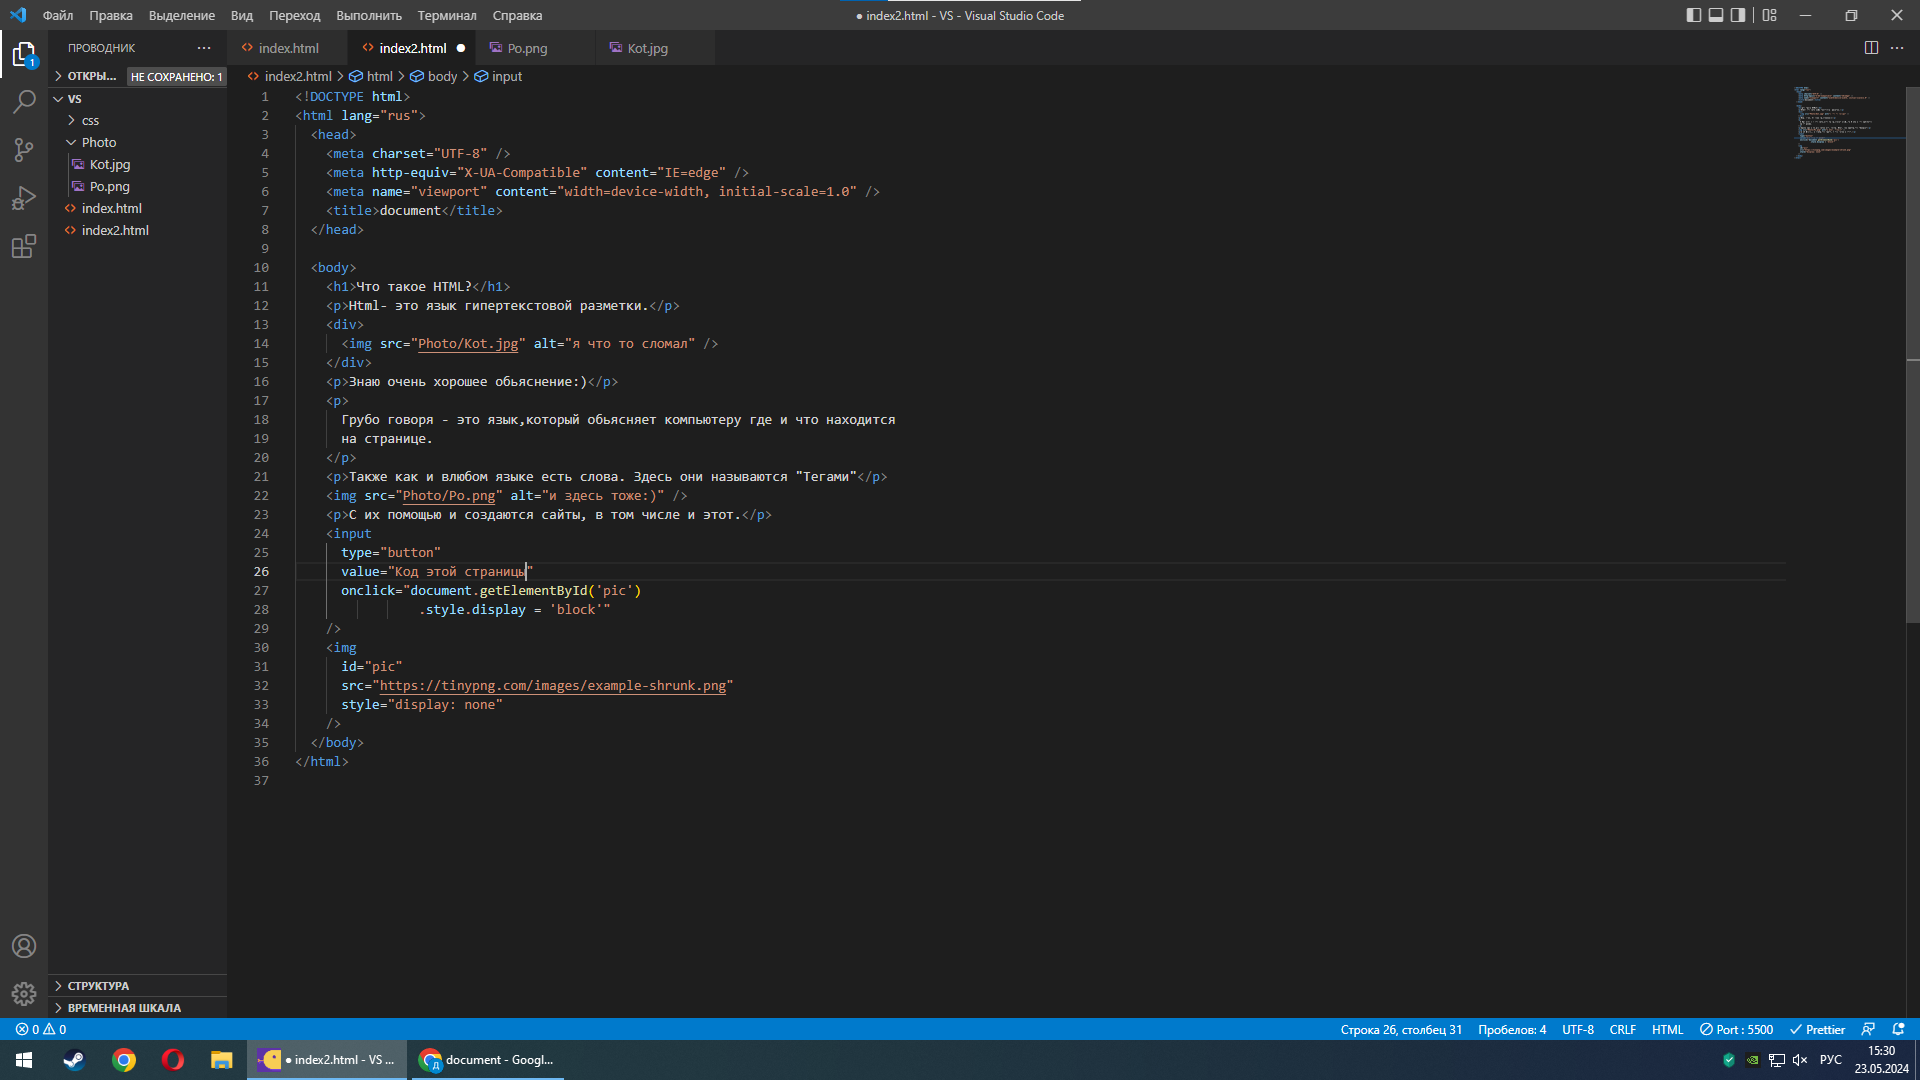 Файл Правка Выделение Вид Переход Выполнить Терминал Справка
● index2.html - VS - Visual Studio Code
ПРОВОДНИК
index.html
index2.html
Po.png
Kot.jpg
1
ОТКРЫ...
НЕ СОХРАНЕНО: 1
index2.html > html > body > input
VS
css
Photo
Kot.jpg
Po.png
index.html
index2.html
1 <!DOCTYPE html>
2 <html lang="rus">
3 <head>
4 <meta charset="UTF-8" />
5 <meta http-equiv="X-UA-Compatible" content="IE=edge" />
6 <meta name="viewport" content="width=device-width, initial-scale=1.0" />
7 <title>document</title>
8 </head>
9
10 <body>
11 <h1>Что такое HTML?</h1>
12 <p>Html- это язык гипертекстовой разметки.</p>
13 <div>
14 <img src="Photo/Kot.jpg" alt="я что то сломал" />
15 </div>
16 <p>Знаю очень хорошее обьяснение:)</p>
17 <p>
18 Грубо говоря - это язык,который обьясняет компьютеру где и что находится
19 на странице.
20 </p>
21 <p>Также как и влюбом языке есть слова. Здесь они называются "Тегами"</p>
22 <img src="Photo/Po.png" alt="и здесь тоже:)" />
23 <p>С их помощью и создаются сайты, в том числе и этот.</p>
24 <input
25 type="button"
26 value="Код этой страницы"
27 onclick="document.getElementById('pic')
28 .style.display = 'block'"
29 />
30 <img
31 id="pic"
32 src="https://tinypng.com/images/example-shrunk.png"
33 style="display: none"
34 />
35 </body>
36 </html>
37
СТРУКТУРА
ВРЕМЕННАЯ ШКАЛА
0 0
Строка 26, столбец 31 Пробелов: 4 UTF-8 CRLF HTML Port : 5500 Prettier
● index2.html - VS ...
document - Googl...
РУС
15:30
23.05.2024